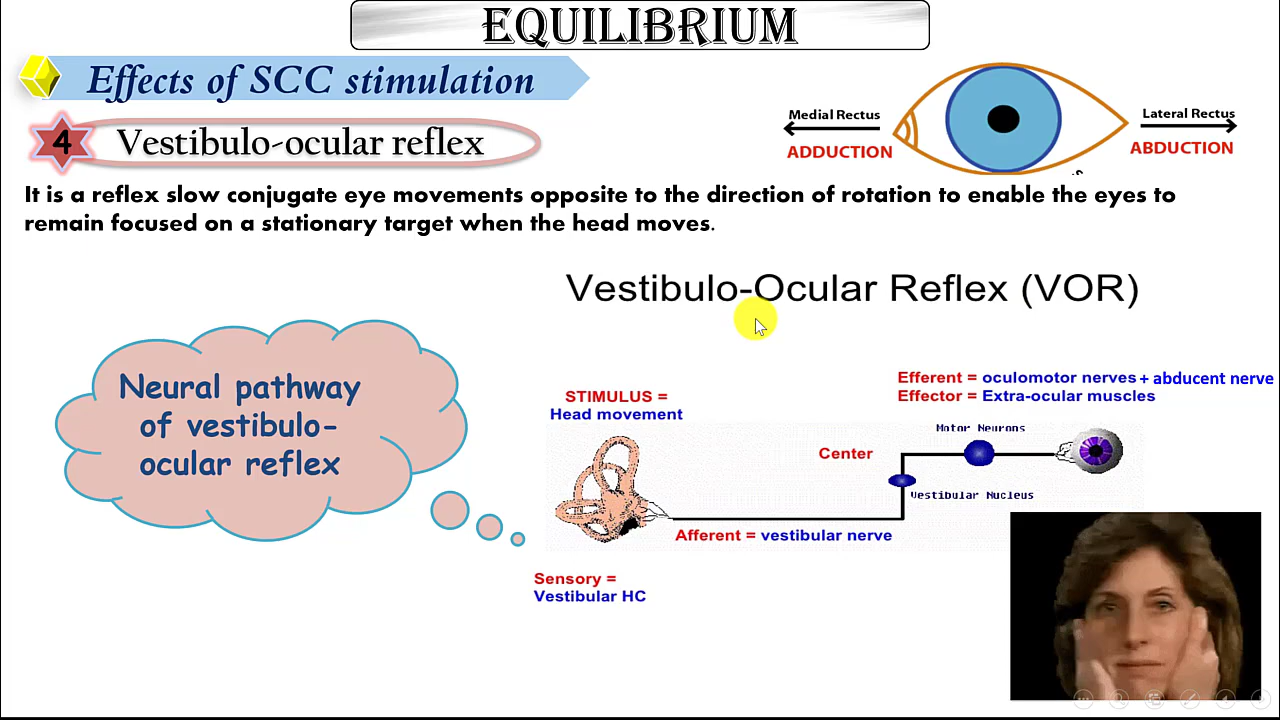 EQUILIBRIUM
Effects of SCC stimulation
4
Vestibulo-ocular reflex
Medial Rectus
ADDUCTION
Lateral Rectus
ABDUCTION
It is a reflex slow conjugate eye movements opposite to the direction of rotation to enable the eyes to
remain focused on a stationary target when the head moves.
Vestibulo-Ocular Reflex (VOR)
Neural pathway
of vestibulo-
ocular reflex
STIMULUS =
Head movement
Efferent = oculomotor nerves + abducent nerve
Effector = Extra-ocular muscles
Motor Neurons
Center
Vestibular Nucleus
Afferent = vestibular nerve
Sensory =
Vestibular HC